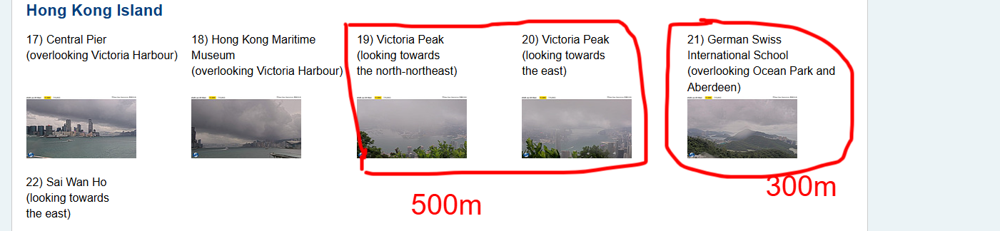 Hong Kong Island
17) Central Pier
(overlooking Victoria Harbour)
18) Hong Kong Maritime
Museum
(overlooking Victoria Harbour)
19) Victoria Peak
(looking towards
the north-northeast)
20) Victoria Peak
(looking towards
the east)
21) German Swiss
International School
(overlooking Ocean Park and
Aberdeen)
22) Sai Wan Ho
(looking towards
the east)
500m
300m